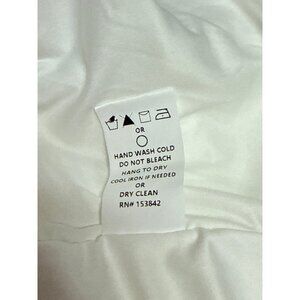 OR
HAND WASH COLD
DO NOT BLEACH
HANG TO DRY
COOL IRON IF NEEDED
OR
DRY CLEAN
RN# 153842